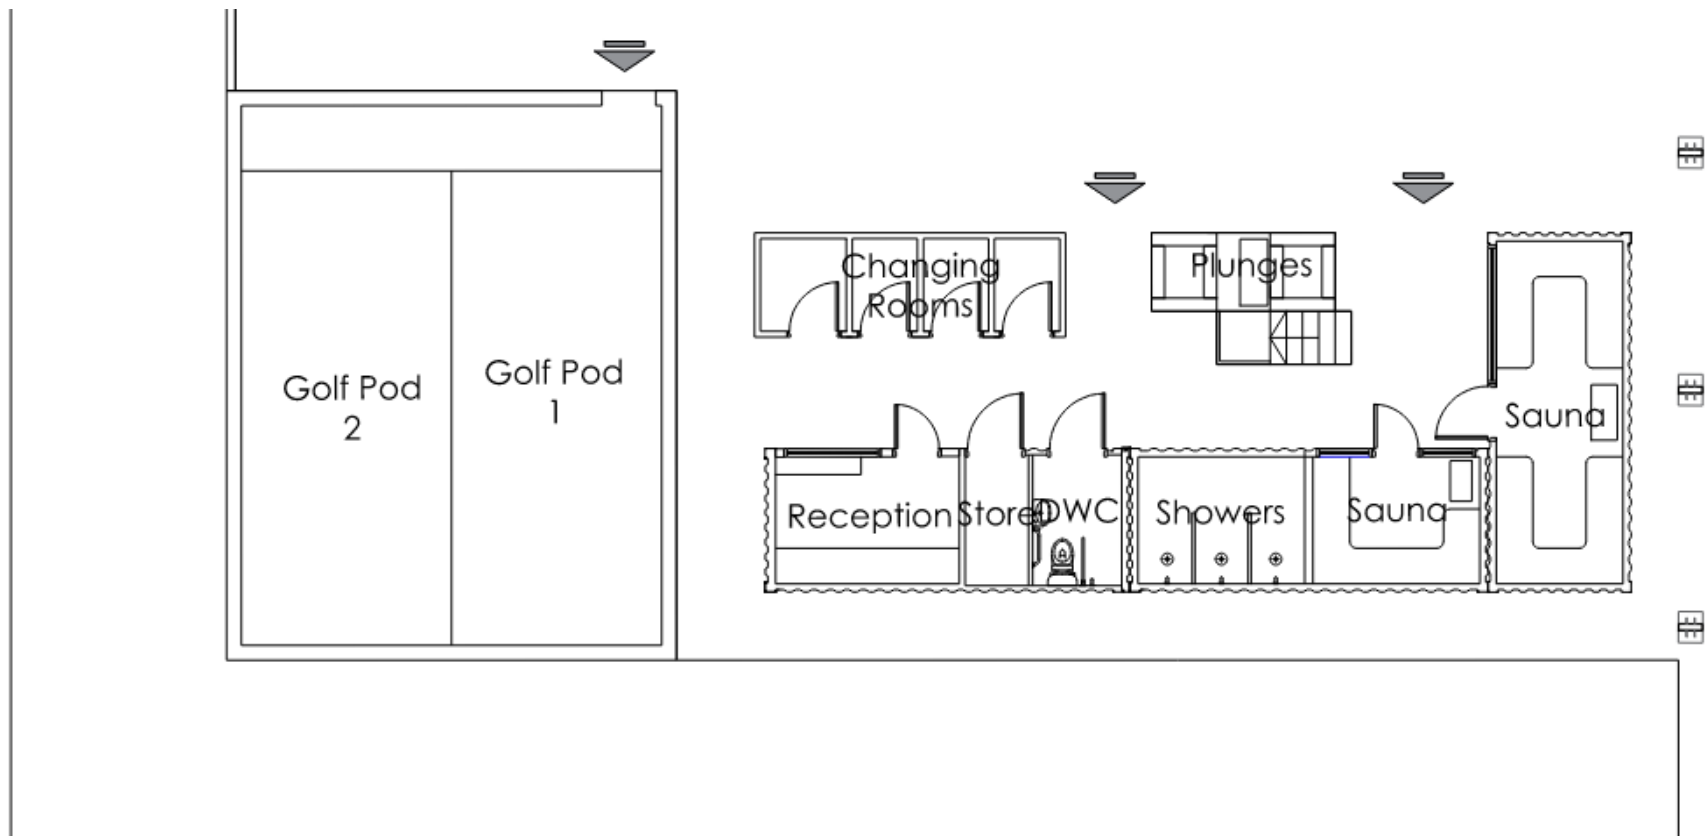 Changing
Rooms
Plunges
Golf Pod
2
Golf Pod
1
Sauna
Reception
Store
DWC
Showers
Sauna